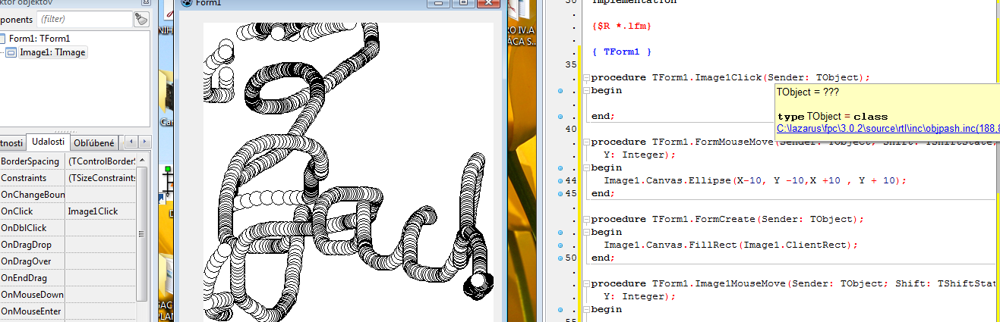 ktor objektov
ponents (filter)
Form1: TForm1
Image1: TImage
tnosti Udalosti Obľúbené
BorderSpacing (TControlBorderS
Constraints (TSizeConstraints
OnChangeBoun
OnClick Image1Click
OnDblClick
OnDragDrop
OnDragOver
OnEndDrag
OnMouseDown
OnMouseEnter
NIH
Car
D
GAC
PLAN
Form1
RO IV.A
ACA S...
30 implementation
{$R *.lfm}
{ TForm1 }
35
procedure TForm1.Image1Click(Sender: TObject);
begin
end;
40
TObject = ???
type TObject = class
C:\lazarus\fpc\3.0.2\source\rtl\inc\objpash.inc(188,8
procedure TForm1.FormMouseMove(Sender: TObject; Shift: TShiftState;
Y: Integer);
begin
44 Image1.Canvas.Ellipse(X-10, Y -10,X +10 , Y + 10);
45 end;
procedure TForm1.FormCreate(Sender: TObject);
begin
Image1.Canvas.FillRect(Image1.ClientRect);
50 end;
procedure TForm1.Image1MouseMove(Sender: TObject; Shift: TShiftStat
Y: Integer);
begin
55